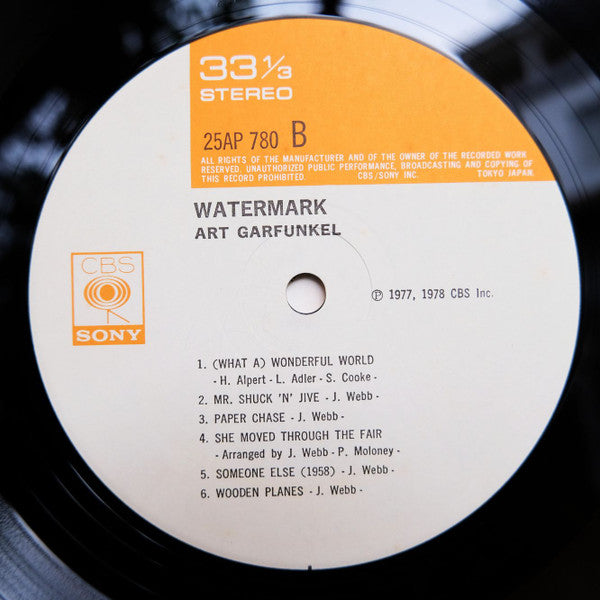 33 1/3
STEREO
25AP 780 B
ALL RIGHTS OF THE MANUFACTURER AND OF THE OWNER OF THE RECORDED WORK
RESERVED. UNAUTHORIZED PUBLIC PERFORMANCE, BROADCASTING AND COPYING OF
THIS RECORD PROHIBITED. CBS/SONY INC. TOKYO JAPAN.
WATERMARK
ART GARFUNKEL
CBS
SONY
℗ 1977, 1978 CBS Inc.
1. (WHAT A) WONDERFUL WORLD
- H. Alpert - L. Adler - S. Cooke -
2. MR. SHUCK 'N' JIVE - J. Webb -
3. PAPER CHASE - J. Webb -
4. SHE MOVED THROUGH THE FAIR
- Arranged by J. Webb - P. Moloney -
5. SOMEONE ELSE (1958) - J. Webb -
6. WOODEN PLANES - J. Webb -